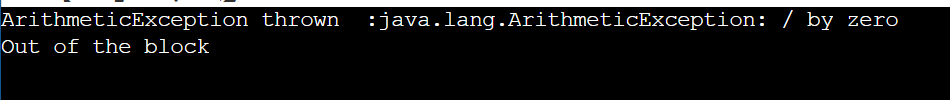 ArithmeticException thrown  :java.lang.ArithmeticException: / by zero
Out of the block